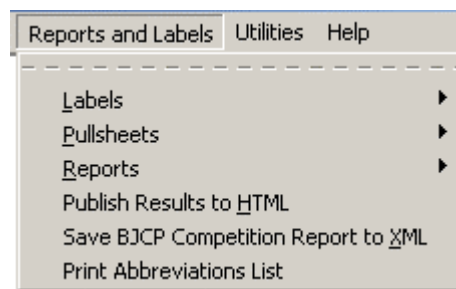 Reports and Labels Utilities Help
Labels
Pullsheets
Reports
Publish Results to HTML
Save BJCP Competition Report to XML
Print Abbreviations List